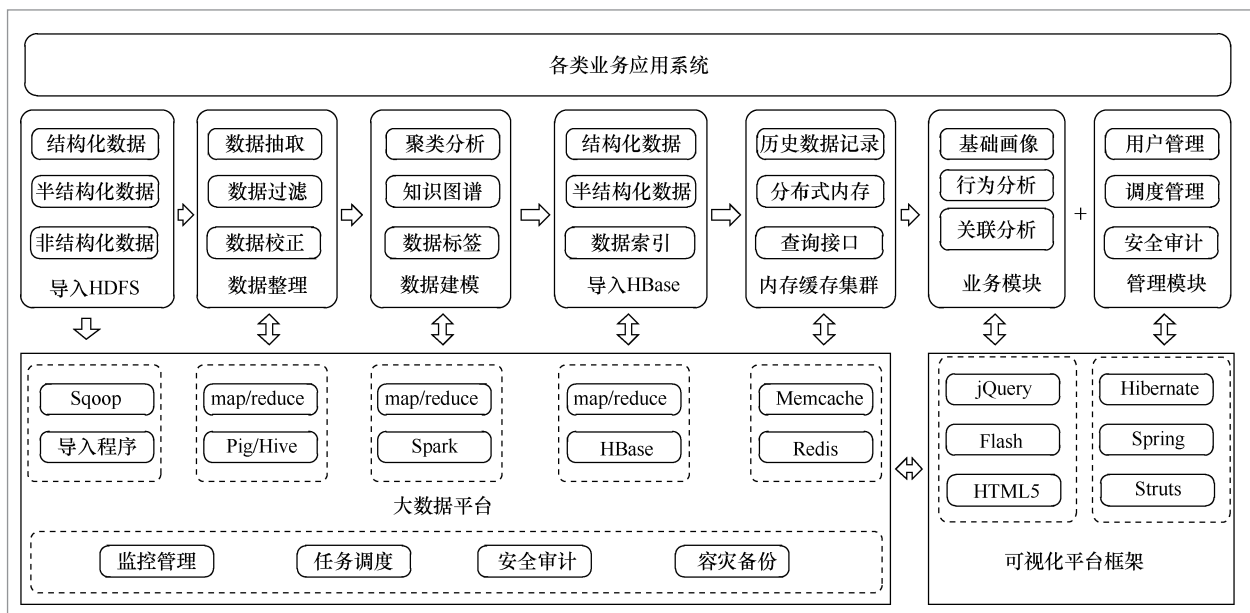 各类业务应用系统
结构化数据
半结构化数据
非结构化数据
导入HDFS
数据抽取
数据过滤
数据校正
数据整理
聚类分析
知识图谱
数据标签
数据建模
结构化数据
半结构化数据
数据索引
导入HBase
历史数据记录
分布式内存
查询接口
内存缓存集群
基础画像
行为分析
关联分析
业务模块
+
用户管理
调度管理
安全审计
管理模块
Sqoop
导入程序
map/reduce
Pig/Hive
map/reduce
Spark
map/reduce
HBase
Memcache
Redis
大数据平台
监控管理
任务调度
安全审计
容灾备份
jQuery
Flash
HTML5
Hibernate
Spring
Struts
可视化平台框架